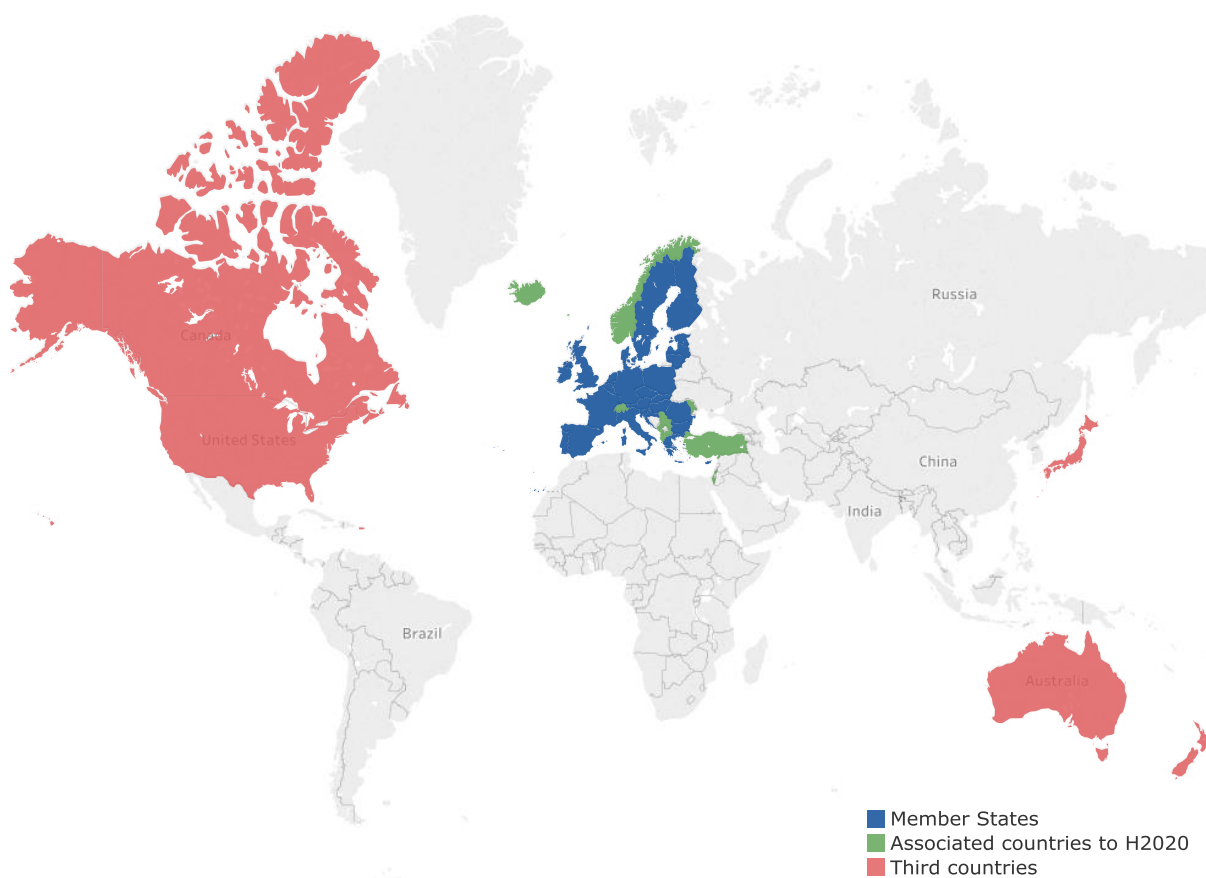 Russia
Canada
United States
China
India
Brazil
Australia
Member States
Associated countries to H2020
Third countries